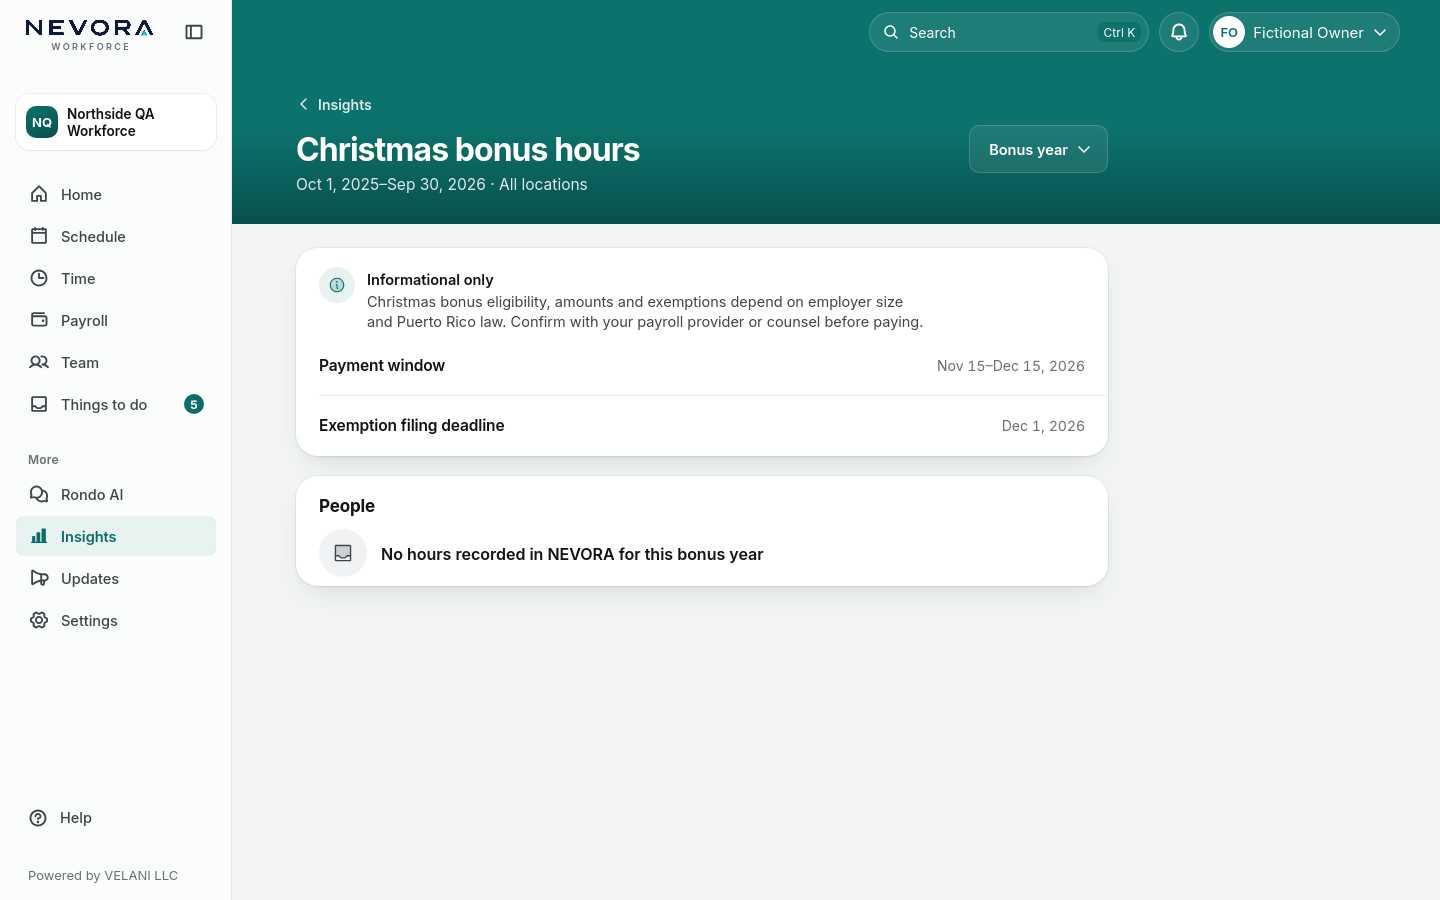 NEVORA
WORKFORCE
Search
Ctrl K
FO
Fictional Owner
NQ
Northside QA
Workforce
Home
Schedule
Time
Payroll
Team
Things to do
5
More
Rondo AI
Insights
Updates
Settings
Help
Powered by VELANI LLC
Insights
Christmas bonus hours
Oct 1, 2025–Sep 30, 2026 · All locations
Bonus year
Informational only
Christmas bonus eligibility, amounts and exemptions depend on employer size
and Puerto Rico law. Confirm with your payroll provider or counsel before paying.
Payment window
Nov 15–Dec 15, 2026
Exemption filing deadline
Dec 1, 2026
People
No hours recorded in NEVORA for this bonus year